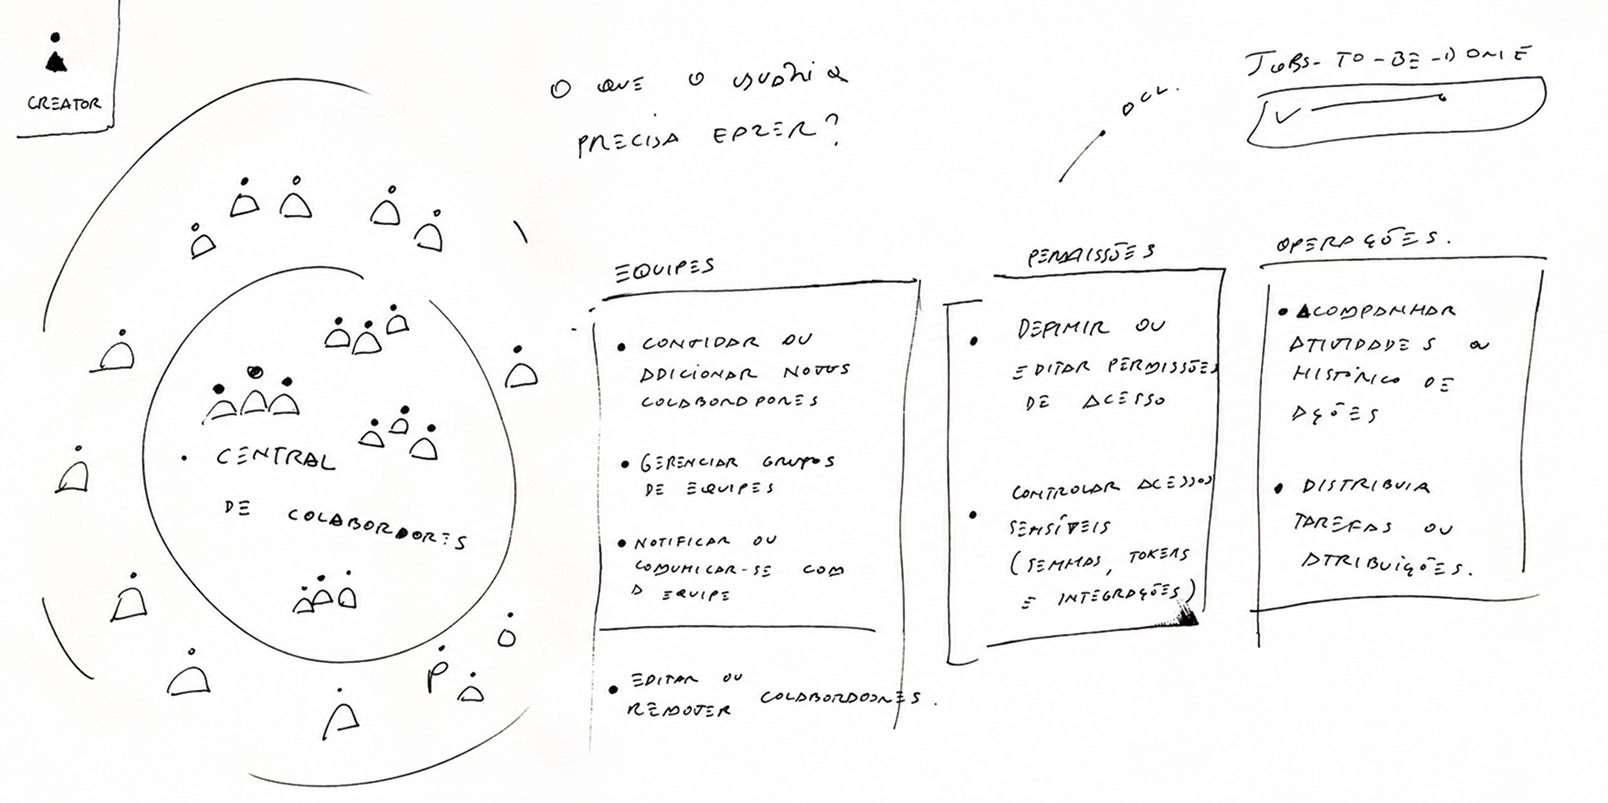 CREATOR
O QUE O USUÁRIO
PRECISA FAZER?
JOBS-TO-BE-DONE
EQUIPES
• CONVIDAR OU
ADICIONAR NOVOS
COLABORADORES
• GERENCIAR GRUPOS
DE EQUIPES
• NOTIFICAR OU
COMUNICAR-SE COM
A EQUIPE
• EDITAR OU
REMOVER COLABORADORES.
PERMISSÕES
• DEFINIR OU
EDITAR PERMISSÕES
DE ACESSO
• CONTROLAR ACESSOS
SENSÍVEIS
(SENHAS, TOKENS
E INTEGRAÇÕES)
OPERAÇÕES.
• ACOMPANHAR
ATIVIDADES OU
HISTÓRICO DE
AÇÕES
• DISTRIBUIR
TAREFAS OU
ATRIBUIÇÕES.
• CENTRAL
DE COLABORDORES